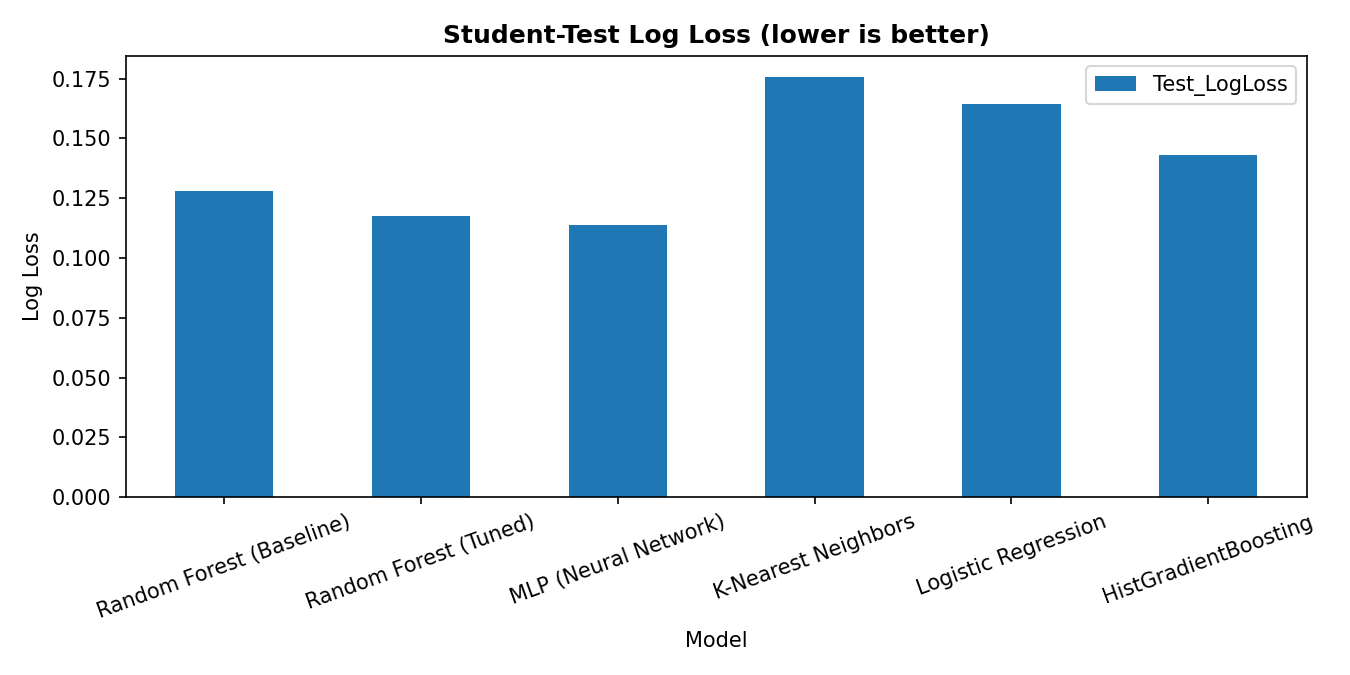 Student-Test Log Loss (lower is better)
Test_LogLoss
Log Loss
0.175
0.150
0.125
0.100
0.075
0.050
0.025
0.000
Random Forest (Baseline)
Random Forest (Tuned)
MLP (Neural Network)
K-Nearest Neighbors
Logistic Regression
HistGradientBoosting
Model